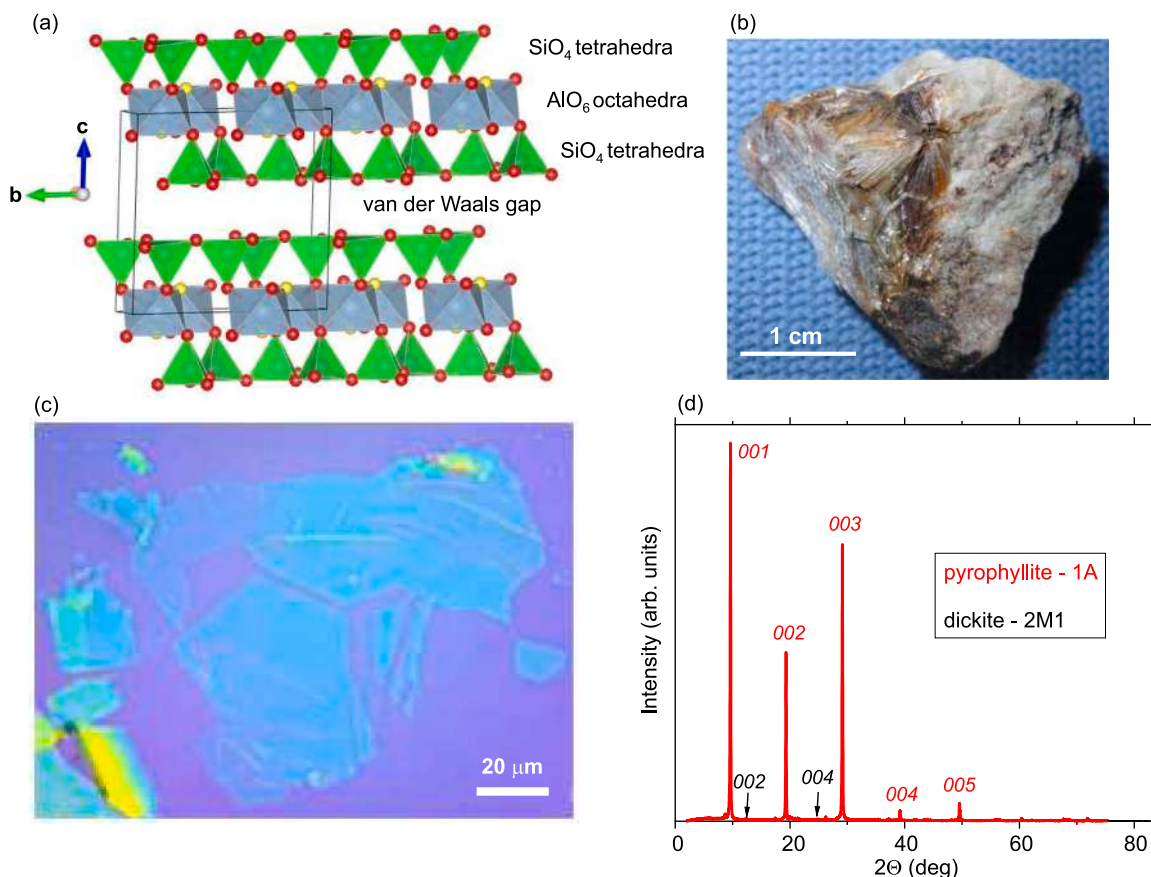 (a)
SiO4 tetrahedra
AlO6 octahedra
SiO4 tetrahedra
van der Waals gap
c
b
(b)
1 cm
(c)
20 μm
(d)
001
003
002
002
004
004
005
pyrophyllite - 1A
dickite - 2M1
Intensity (arb. units)
0 20 40 60 80
2Θ (deg)